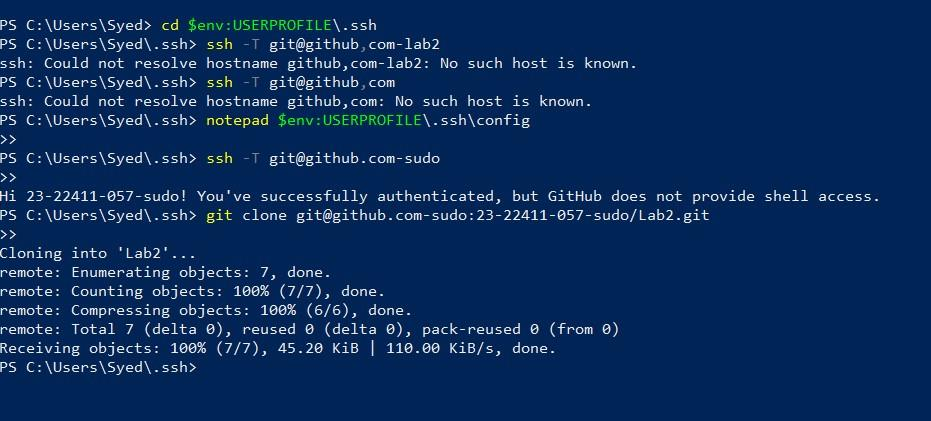 PS C:\Users\Syed> cd $env:USERPROFILE\.ssh
PS C:\Users\Syed\.ssh> ssh -T git@github,com-lab2
ssh: Could not resolve hostname github,com-lab2: No such host is known.
PS C:\Users\Syed\.ssh> ssh -T git@github,com
ssh: Could not resolve hostname github,com: No such host is known.
PS C:\Users\Syed\.ssh> notepad $env:USERPROFILE\.ssh\config
>>
PS C:\Users\Syed\.ssh> ssh -T git@github.com-sudo
>>
Hi 23-22411-057-sudo! You've successfully authenticated, but GitHub does not provide shell access.
PS C:\Users\Syed\.ssh> git clone git@github.com-sudo:23-22411-057-sudo/Lab2.git
>>
Cloning into 'Lab2'...
remote: Enumerating objects: 7, done.
remote: Counting objects: 100% (7/7), done.
remote: Compressing objects: 100% (6/6), done.
remote: Total 7 (delta 0), reused 0 (delta 0), pack-reused 0 (from 0)
Receiving objects: 100% (7/7), 45.20 KiB | 110.00 KiB/s, done.
PS C:\Users\Syed\.ssh>